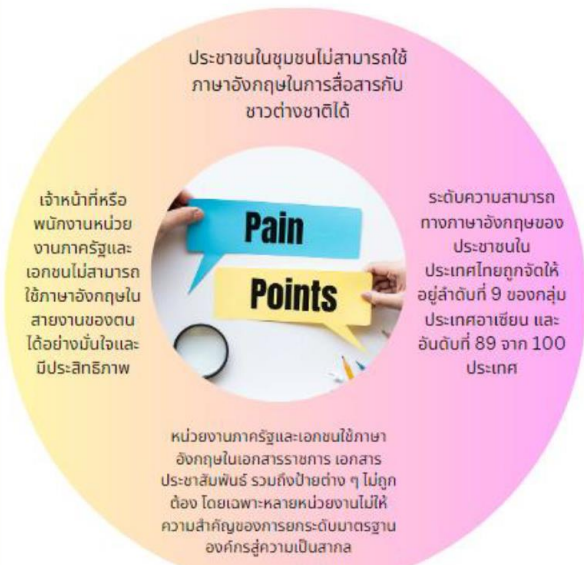 ประชาชนในชุมชนไม่สามารถใช้
ภาษาอังกฤษในการสื่อสารกับ
ชาวต่างชาติได้
เจ้าหน้าที่หรือ
พนักงานหน่วย
งานภาครัฐและ
เอกชนไม่สามารถ
ใช้ภาษาอังกฤษใน
สายงานของตน
ได้อย่างมั่นใจและ
มีประสิทธิภาพ
Pain
Points
ระดับความสามารถ
ทางภาษาอังกฤษของ
ประชาชนใน
ประเทศไทยถูกจัดให้
อยู่ลำดับที่ 9 ของกลุ่ม
ประเทศอาเซียน และ
อันดับที่ 89 จาก 100
ประเทศ
หน่วยงานภาครัฐและเอกชนใช้ภาษา
อังกฤษในเอกสารราชการ เอกสาร
ประชาสัมพันธ์ รวมถึงป้ายต่าง ๆ ไม่ถูก
ต้อง โดยเฉพาะหลายหน่วยงานไม่ให้
ความสำคัญของการยกระดับมาตรฐาน
องค์กรสู่ความเป็นสากล